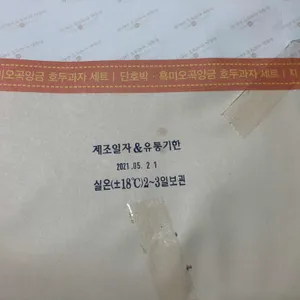 미오곡앙금 호두과자 세트 | 단호박 · 흑미오곡앙금 호두과자 세트 |
제조일자&유통기한
2021.05.21
실온(±18℃)2~3일보관